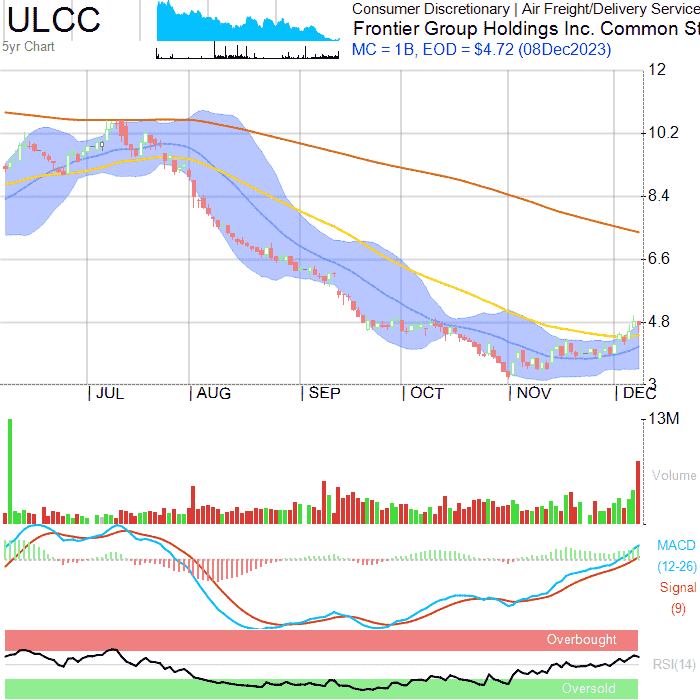 ULCC
5yr Chart
Consumer Discretionary | Air Freight/Delivery Service
Frontier Group Holdings Inc. Common St
MC = 1B, EOD = $4.72 (08Dec2023)
12
10.2
8.4
6.6
4.8
3
JUL AUG SEP OCT NOV DEC
13M
Volume
MACD
(12-26)
Signal
(9)
Overbought
RSI(14)
Oversold